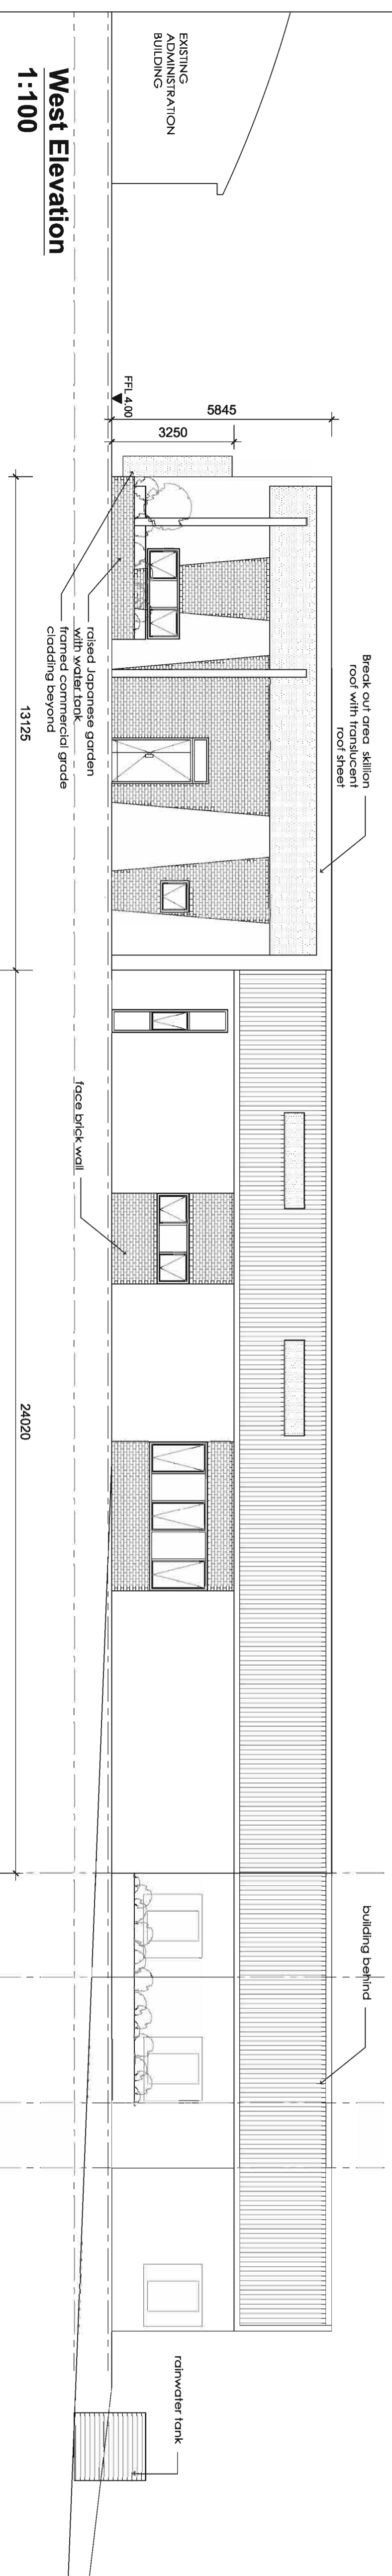 EXISTING
ADMINISTRATION
BUILDING
West Elevation
1:100
FFL 4.00
5845
3250
Break out area skillion
roof with translucent
roof sheet
raised Japanese garden
with water tank
framed commercial grade
cladding beyond
13125
face brick wall
24020
building behind
rainwater tank